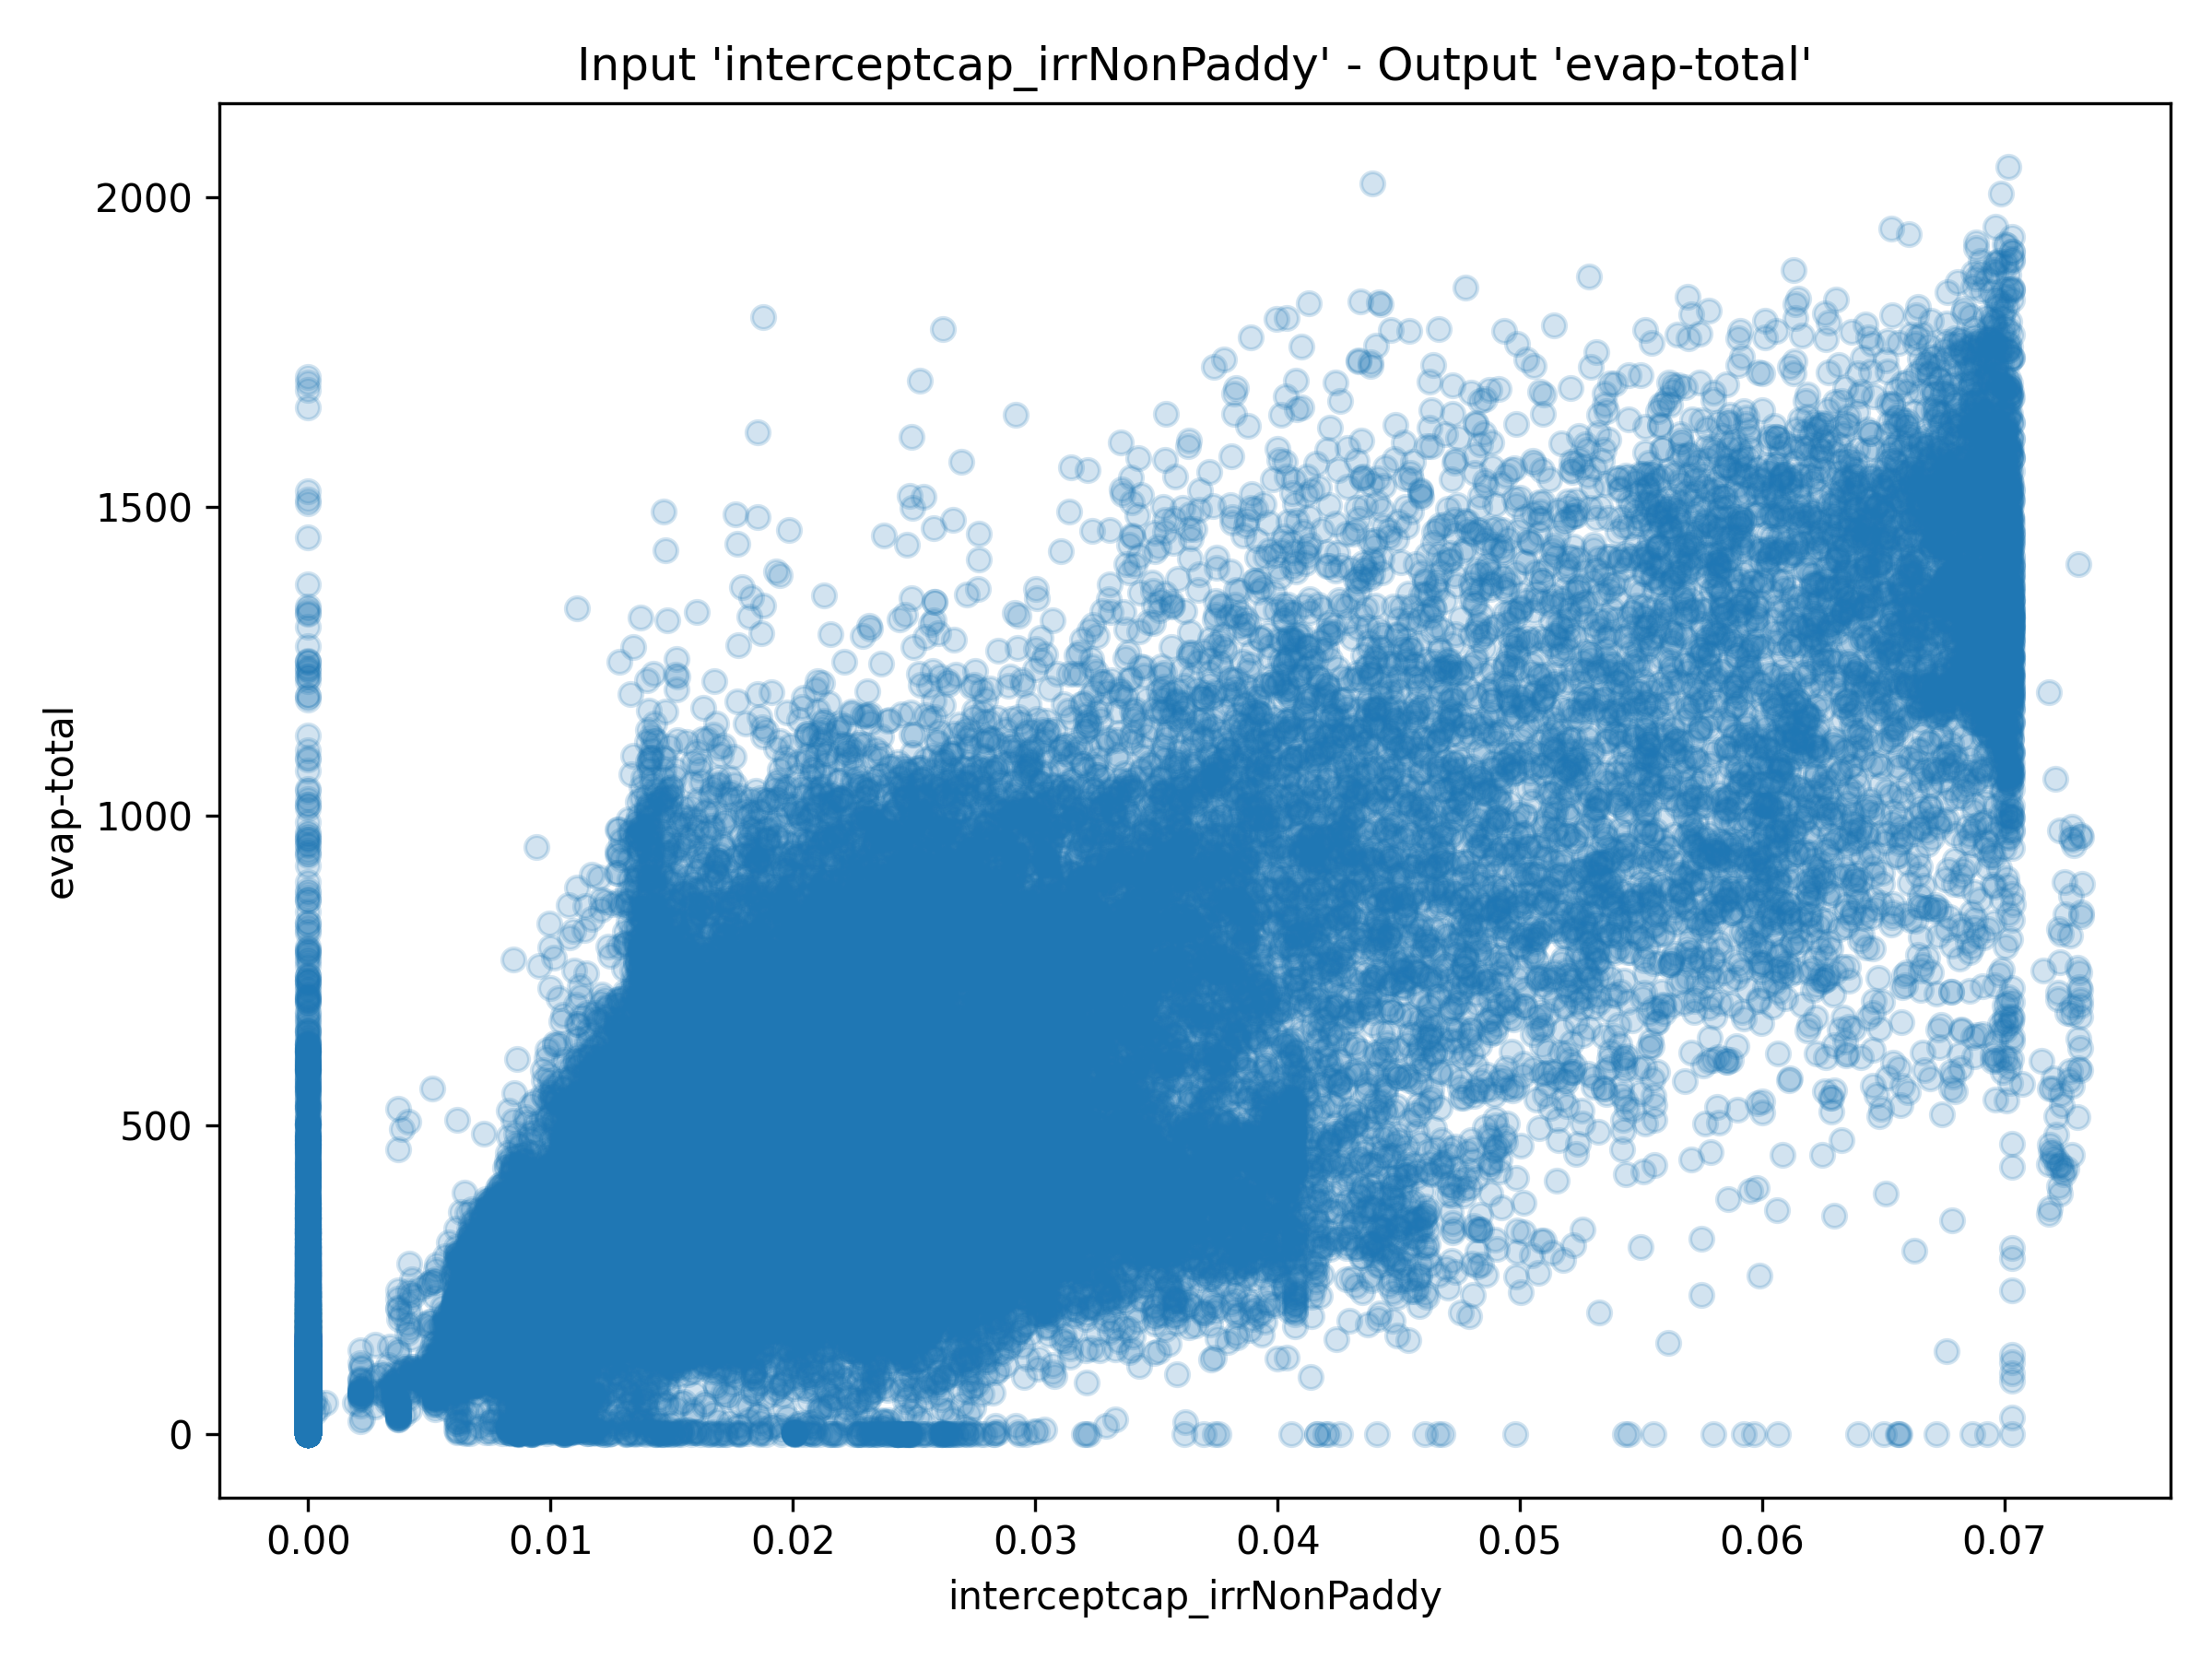 Input 'interceptcap_irrNonPaddy' - Output 'evap-total'
2000
1500
1000
500
0
evap-total
0.00 0.01 0.02 0.03 0.04 0.05 0.06 0.07
interceptcap_irrNonPaddy